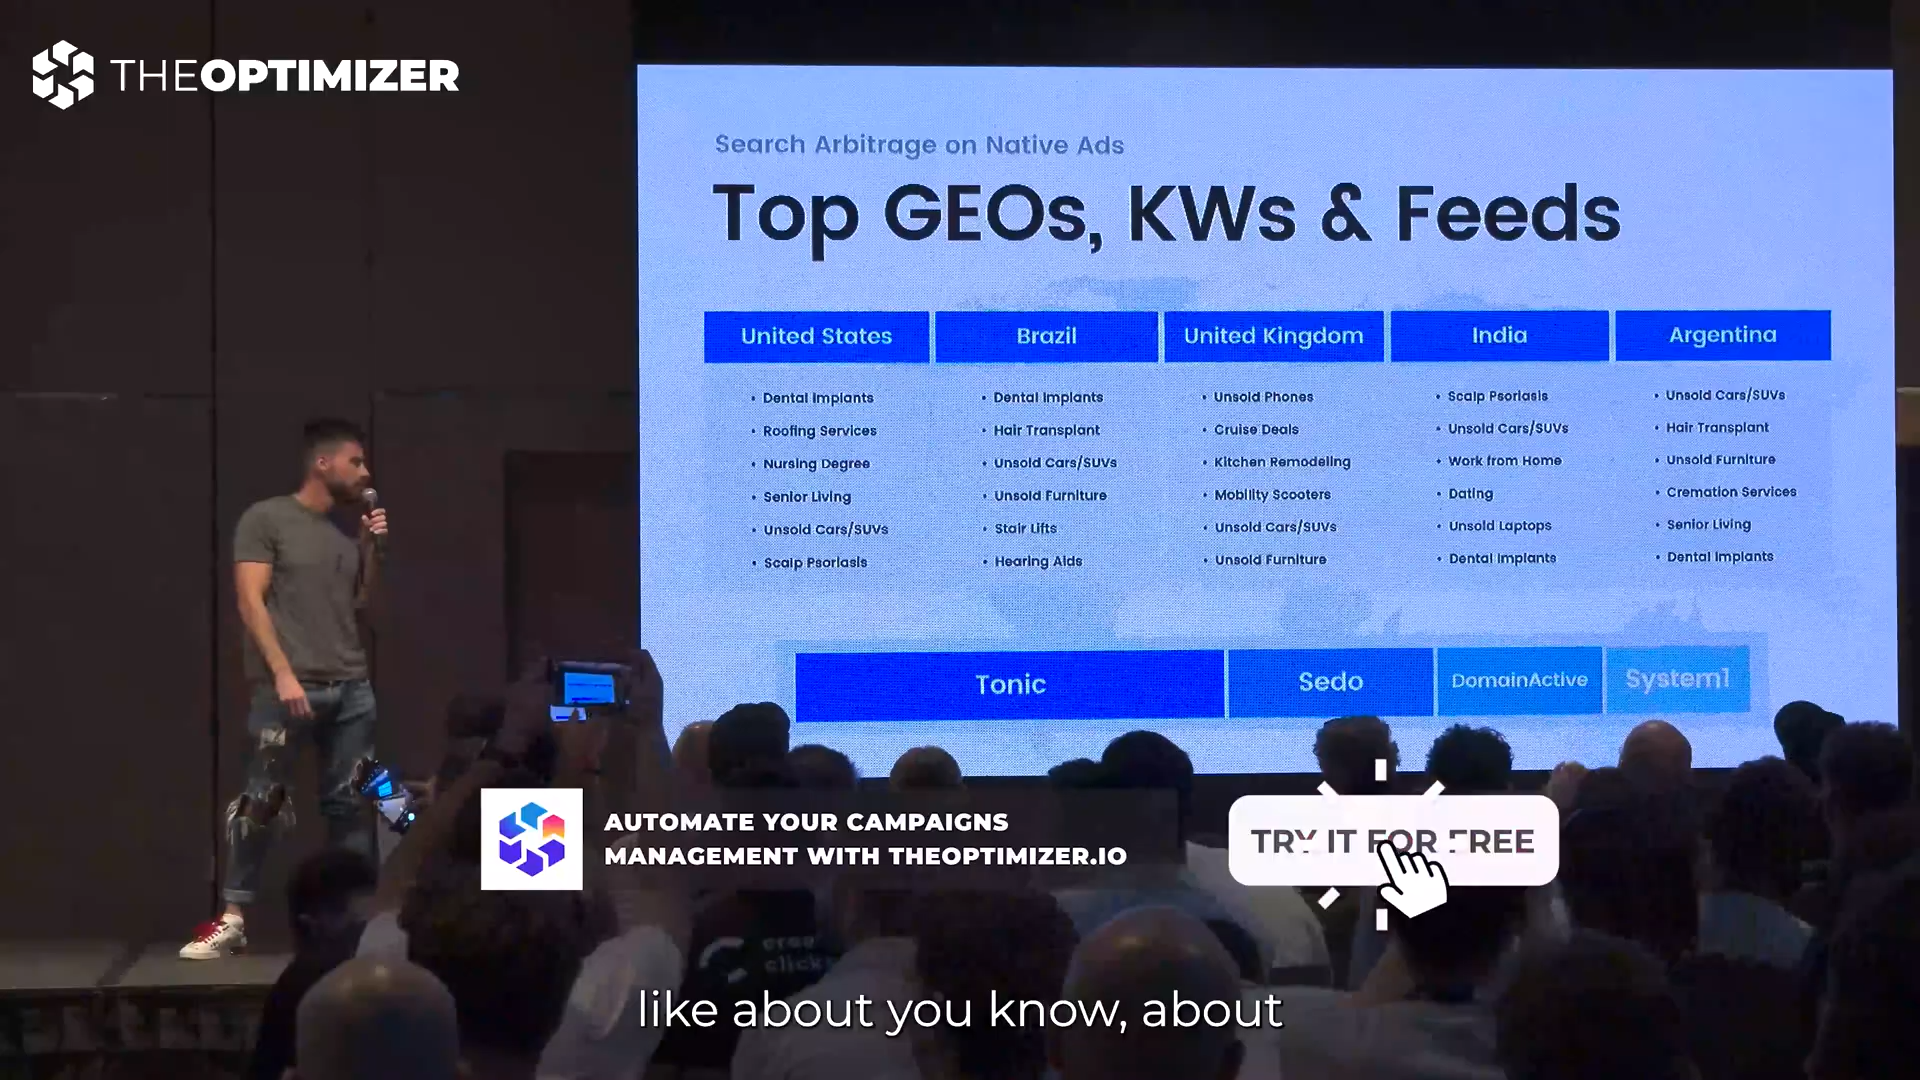 THEOPTIMIZER
Search Arbitrage on Native Ads
Top GEOs, KWs & Feeds
United States
• Dental Implants
• Roofing Services
• Nursing Degree
• Senior Living
• Unsold Cars/SUVs
• Scalp Psoriasis
Brazil
• Dental Implants
• Hair Transplant
• Unsold Cars/SUVs
• Unsold Furniture
• Stair Lifts
• Hearing Aids
United Kingdom
• Unsold Phones
• Cruise Deals
• Kitchen Remodeling
• Mobility Scooters
• Unsold Cars/SUVs
• Unsold Furniture
India
• Scalp Psoriasis
• Unsold Cars/SUVs
• Work from Home
• Dating
• Unsold Laptops
• Dental Implants
Argentina
• Unsold Cars/SUVs
• Hair Transplant
• Unsold Furniture
• Cremation Services
• Senior Living
• Dental Implants
Tonic
Sedo
DomainActive
System1
AUTOMATE YOUR CAMPAIGNS
MANAGEMENT WITH THEOPTIMIZER.IO
TRY IT FOR FREE
like about you know, about